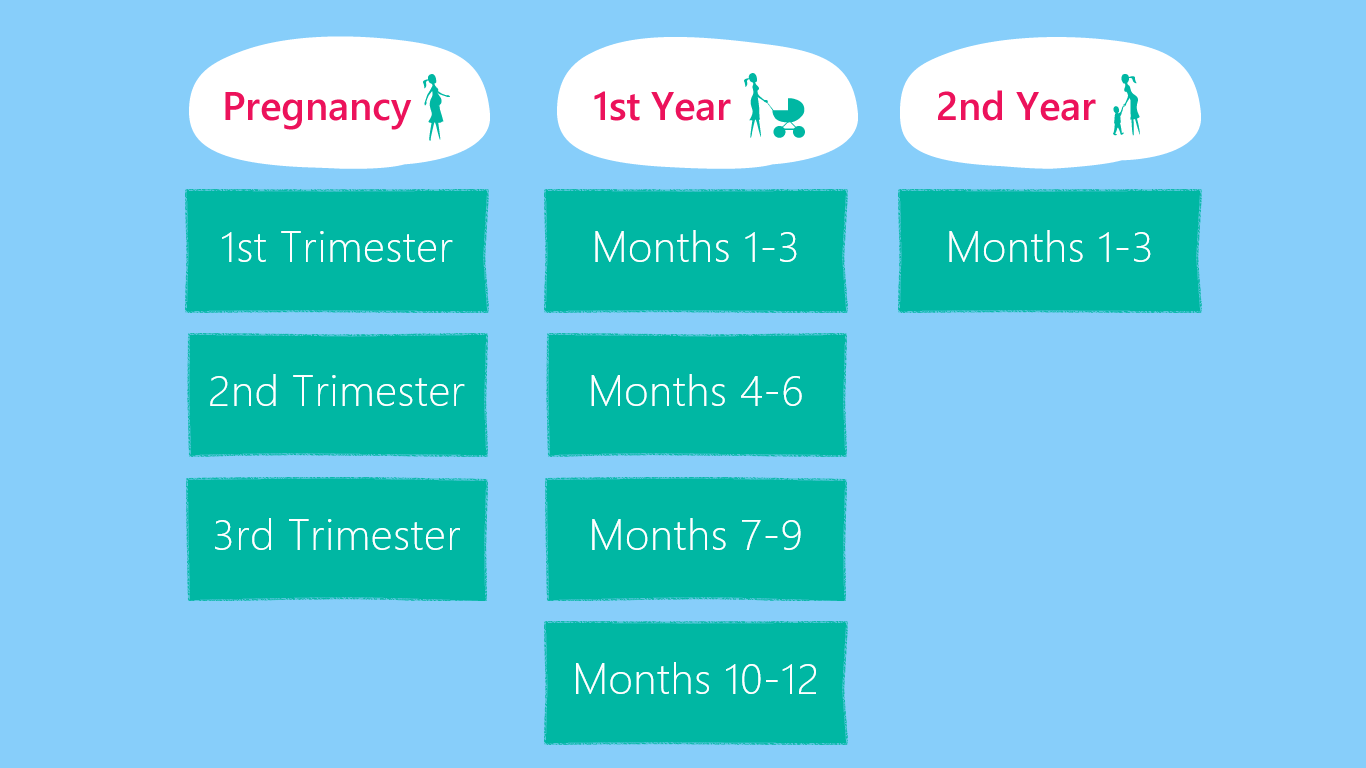 Pregnancy
1st Trimester
2nd Trimester
3rd Trimester
1st Year
Months 1-3
Months 4-6
Months 7-9
Months 10-12
2nd Year
Months 1-3